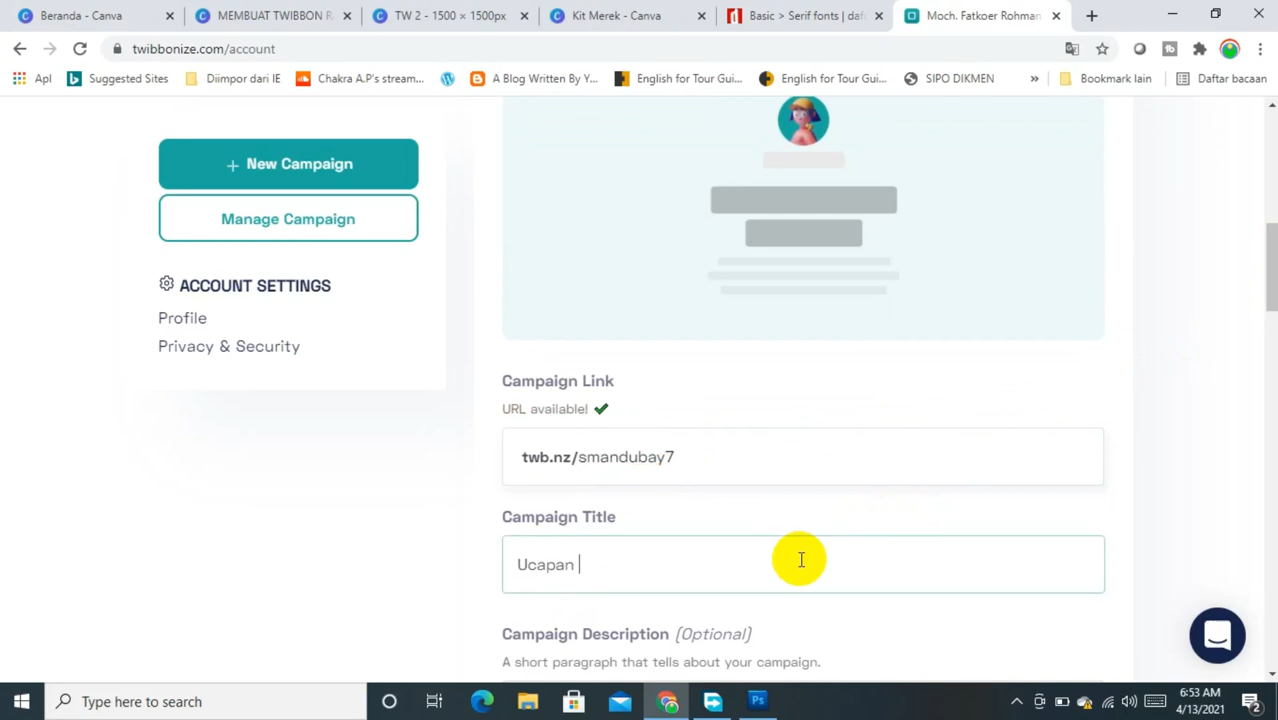 Beranda - Canva
MEMBUAT TWIBBON R
TW 2 - 1500 × 1500px
Kit Merek - Canva
Basic > Serif fonts | daf
Moch. Fatkoer Rohman
twibbonize.com/account
Apl
Suggested Sites
Diimpor dari IE
Chakra A.P's stream...
A Blog Written By Y...
English for Tour Gui...
English for Tour Gui...
SIPO DIKMEN
»
Bookmark lain
Daftar bacaan
+ New Campaign
Manage Campaign
ACCOUNT SETTINGS
Profile
Privacy & Security
Campaign Link
URL available!
twb.nz/smandubay7
Campaign Title
Ucapan
Campaign Description (Optional)
A short paragraph that tells about your campaign.
Type here to search
Ps
6:53 AM
4/13/2021
2